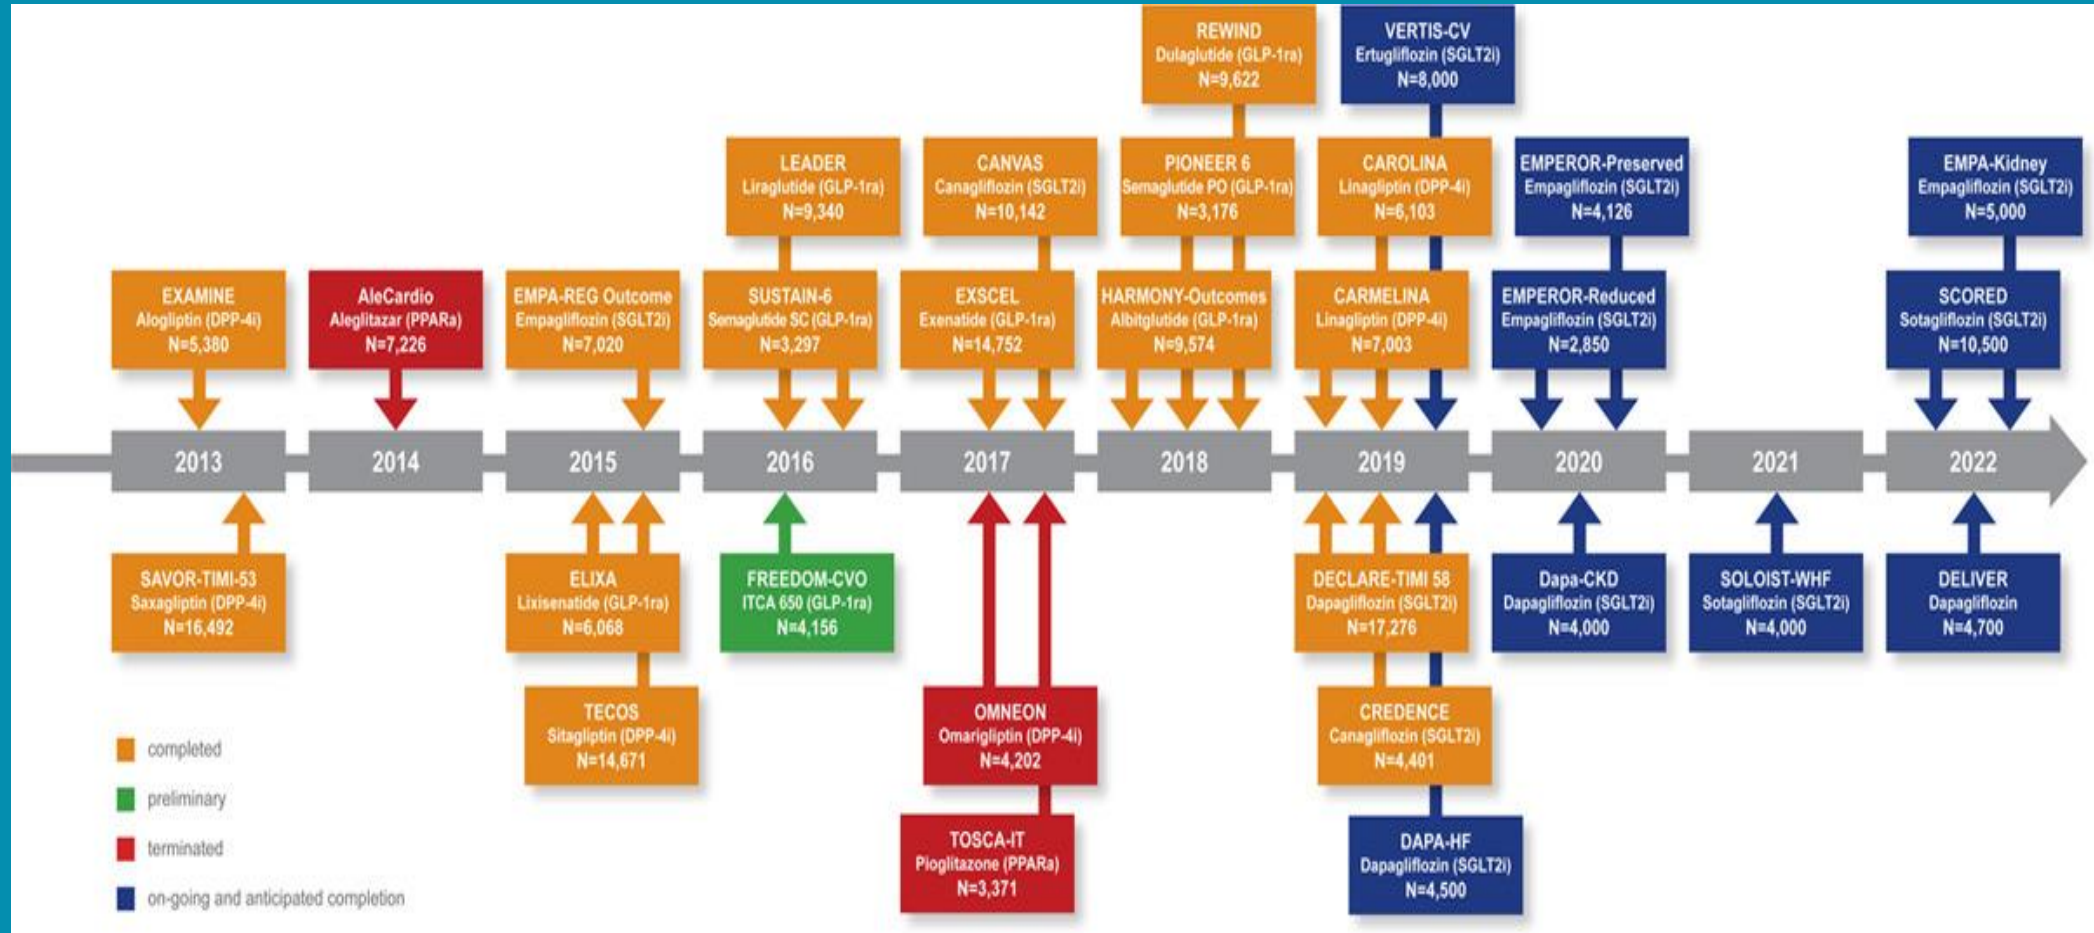 REWIND
Dulaglutide (GLP-1ra)
N=9,622
VERTIS-CV
Ertugliflozin (SGLT2i)
N=8,000
LEADER
Liraglutide (GLP-1ra)
N=9,340
CANVAS
Canagliflozin (SGLT2i)
N=10,142
PIONEER 6
Semaglutide PO (GLP-1ra)
N=3,176
CAROLINA
Linagliptin (DPP-4i)
N=6,103
EMPEROR-Preserved
Empagliflozin (SGLT2i)
N=4,126
EMPA-Kidney
Empagliflozin (SGLT2i)
N=5,000
EXAMINE
Alogliptin (DPP-4i)
N=5,380
AleCardio
Aleglitazar (PPARa)
N=7,226
EMPA-REG Outcome
Empagliflozin (SGLT2i)
N=7,020
SUSTAIN-6
Semaglutide SC (GLP-1ra)
N=3,297
EXSCEL
Exenatide (GLP-1ra)
N=14,752
HARMONY-Outcomes
Albitglutide (GLP-1ra)
N=9,574
CARMELINA
Linagliptin (DPP-4i)
N=7,003
EMPEROR-Reduced
Empagliflozin (SGLT2i)
N=2,850
SCORED
Sotagliflozin (SGLT2i)
N=10,500
2013
2014
2015
2016
2017
2018
2019
2020
2021
2022
SAVOR-TIMI-53
Saxagliptin (DPP-4i)
N=16,492
ELIXA
Lixisenatide (GLP-1ra)
N=6,068
FREEDOM-CVO
ITCA 650 (GLP-1ra)
N=4,156
DECLARE-TIMI 58
Dapagliflozin (SGLT2i)
N=17,276
Dapa-CKD
Dapagliflozin (SGLT2i)
N=4,000
SOLOIST-WHF
Sotagliflozin (SGLT2i)
N=4,000
DELIVER
Dapagliflozin
N=4,700
TECOS
Sitagliptin (DPP-4i)
N=14,671
OMNEON
Omarigliptin (DPP-4i)
N=4,202
CREDENCE
Canagliflozin (SGLT2i)
N=4,401
TOSCA-IT
Pioglitazone (PPARa)
N=3,371
DAPA-HF
Dapagliflozin (SGLT2i)
N=4,500
completed
preliminary
terminated
on-going and anticipated completion